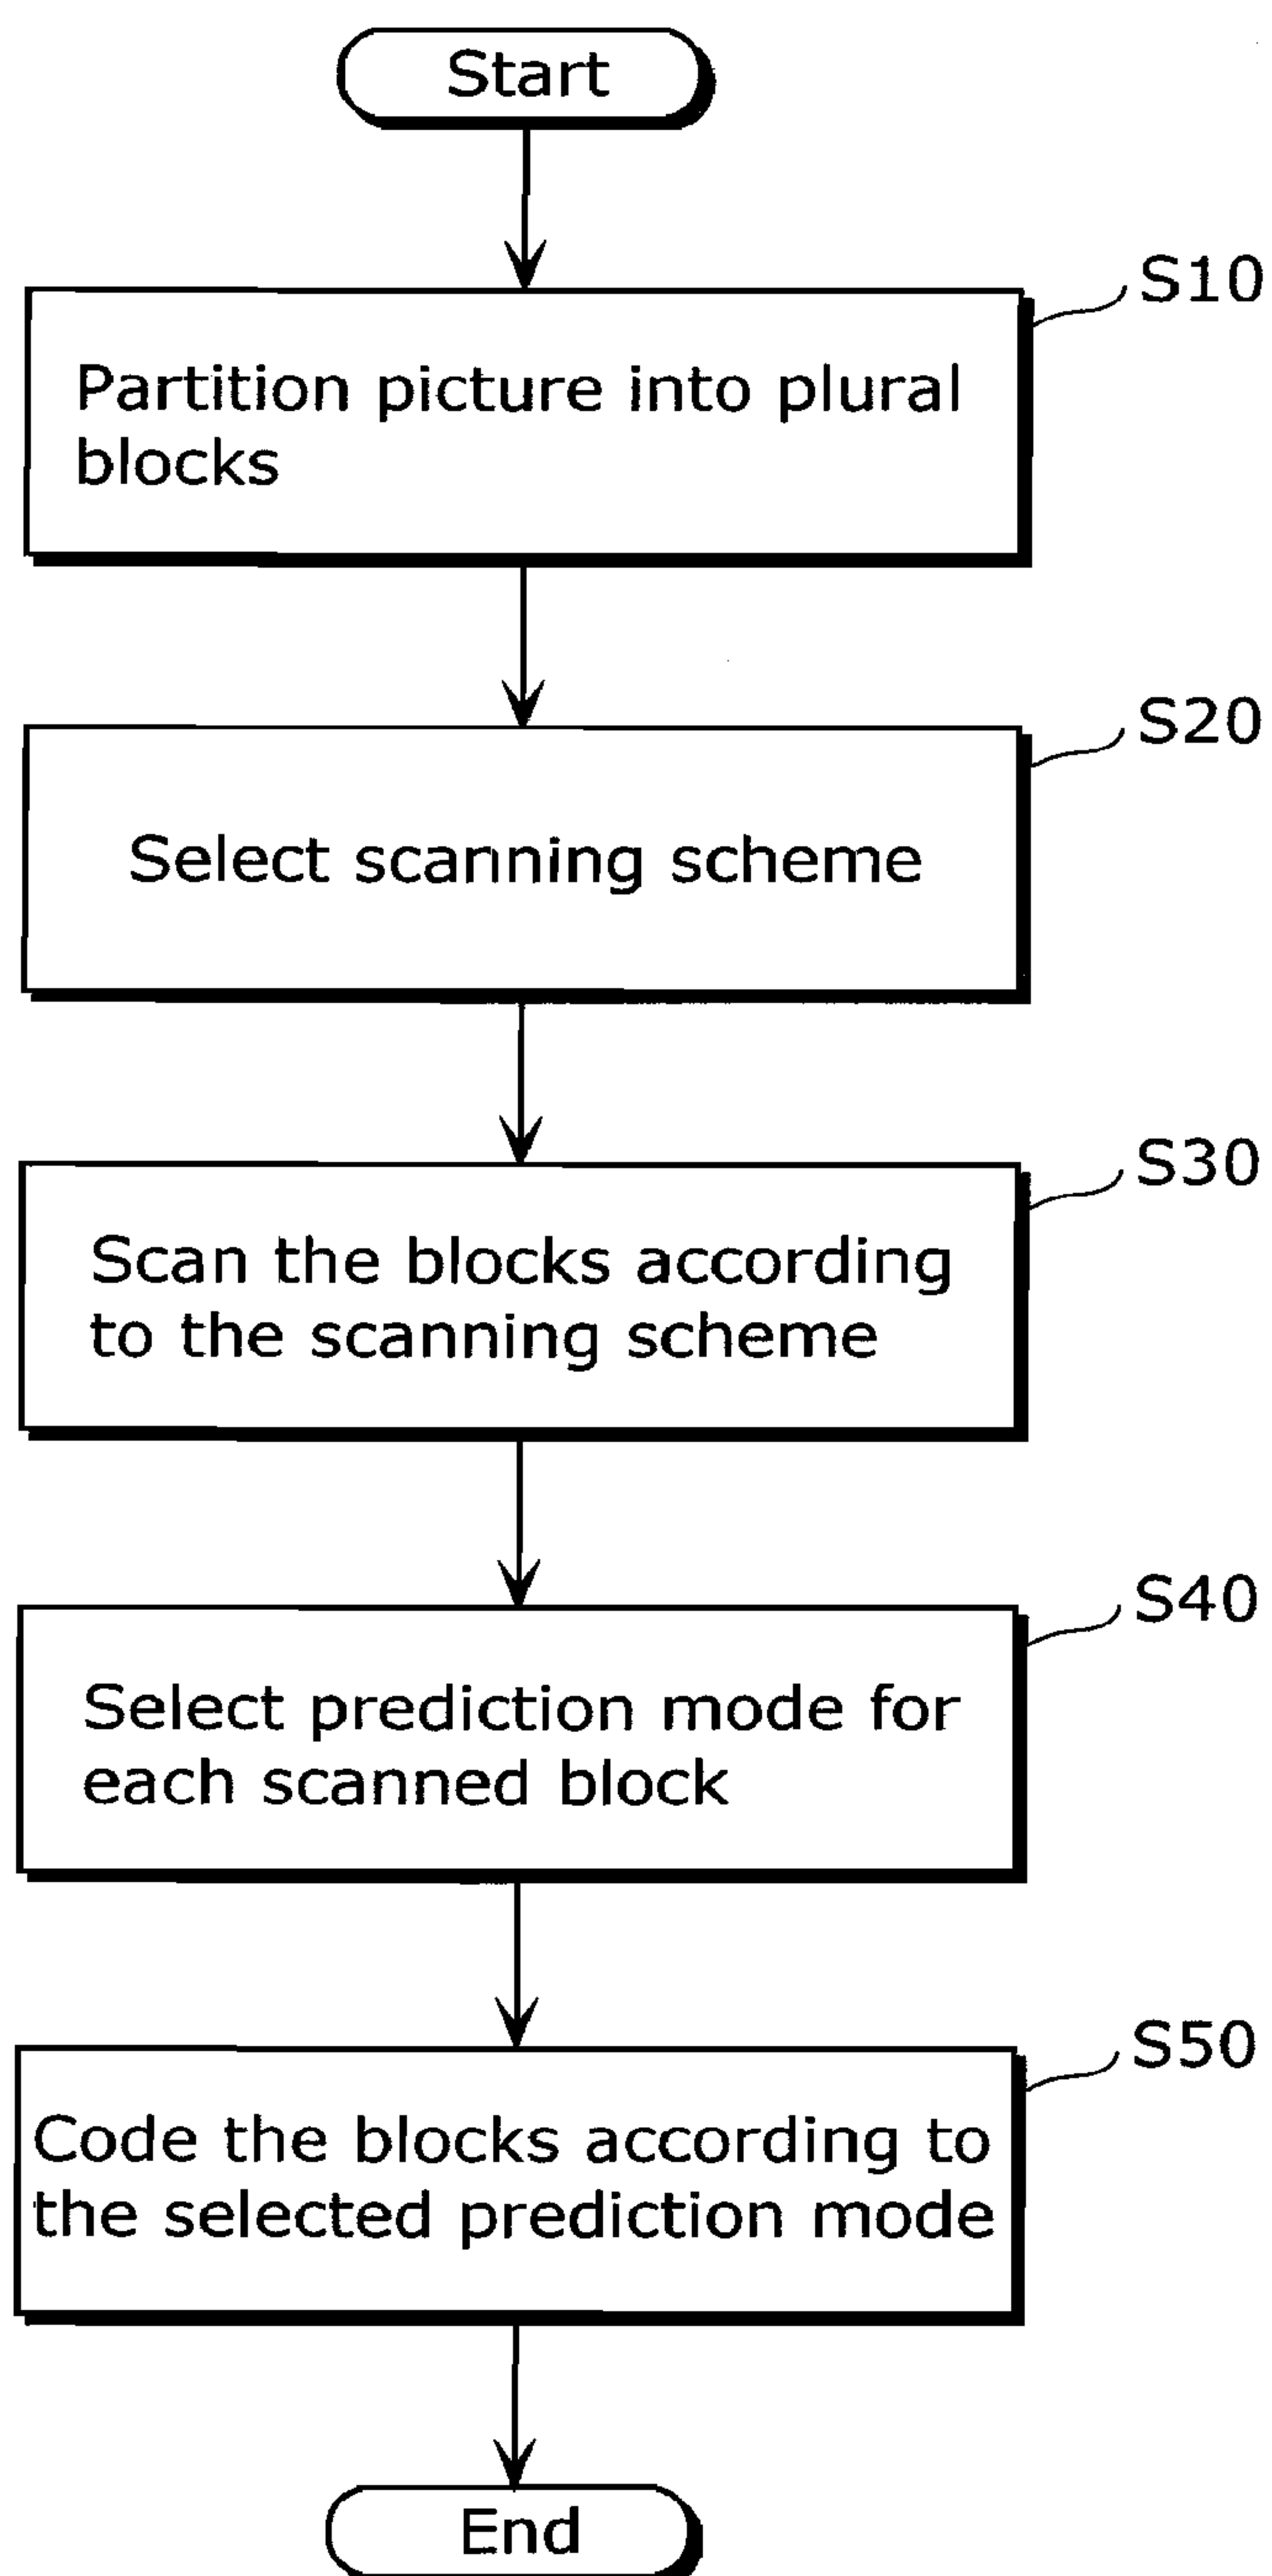 Start
S10
Partition picture into plural
blocks
S20
Select scanning scheme
S30
Scan the blocks according
to the scanning scheme
S40
Select prediction mode for
each scanned block
S50
Code the blocks according to
the selected prediction mode
End